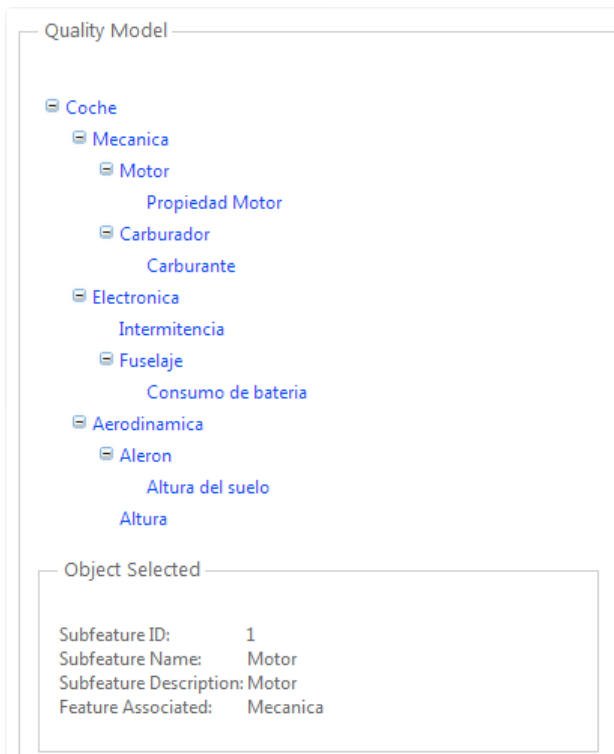 Quality Model
Coche
Mecanica
Motor
Propiedad Motor
Carburador
Carburante
Electronica
Intermitencia
Fuselaje
Consumo de bateria
Aerodinamica
Aleron
Altura del suelo
Altura
Object Selected
Subfeature ID: 1
Subfeature Name: Motor
Subfeature Description: Motor
Feature Associated: Mecanica